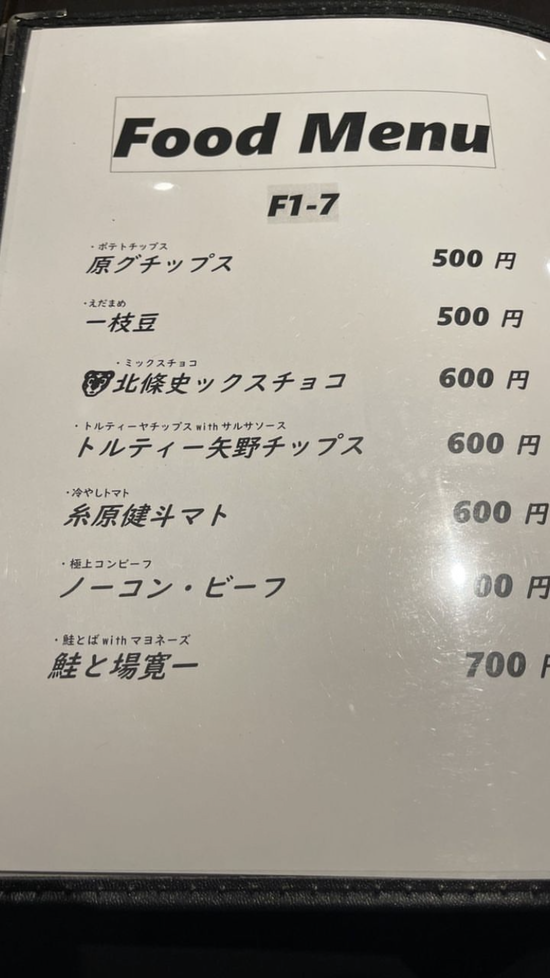 Food Menu
F1-7
・ポテトチップス
原グチップス 500 円
・えだまめ
一枝豆 500 円
・ミックスチョコ
北條史ックスチョコ 600 円
・トルティーヤチップス with サルサソース
トルティー矢野チップス 600 円
・冷やしトマト
糸原健斗マト 600 円
・極上コンビーフ
ノーコン・ビーフ 00 円
・鮭とば with マヨネーズ
鮭と場寛一 700